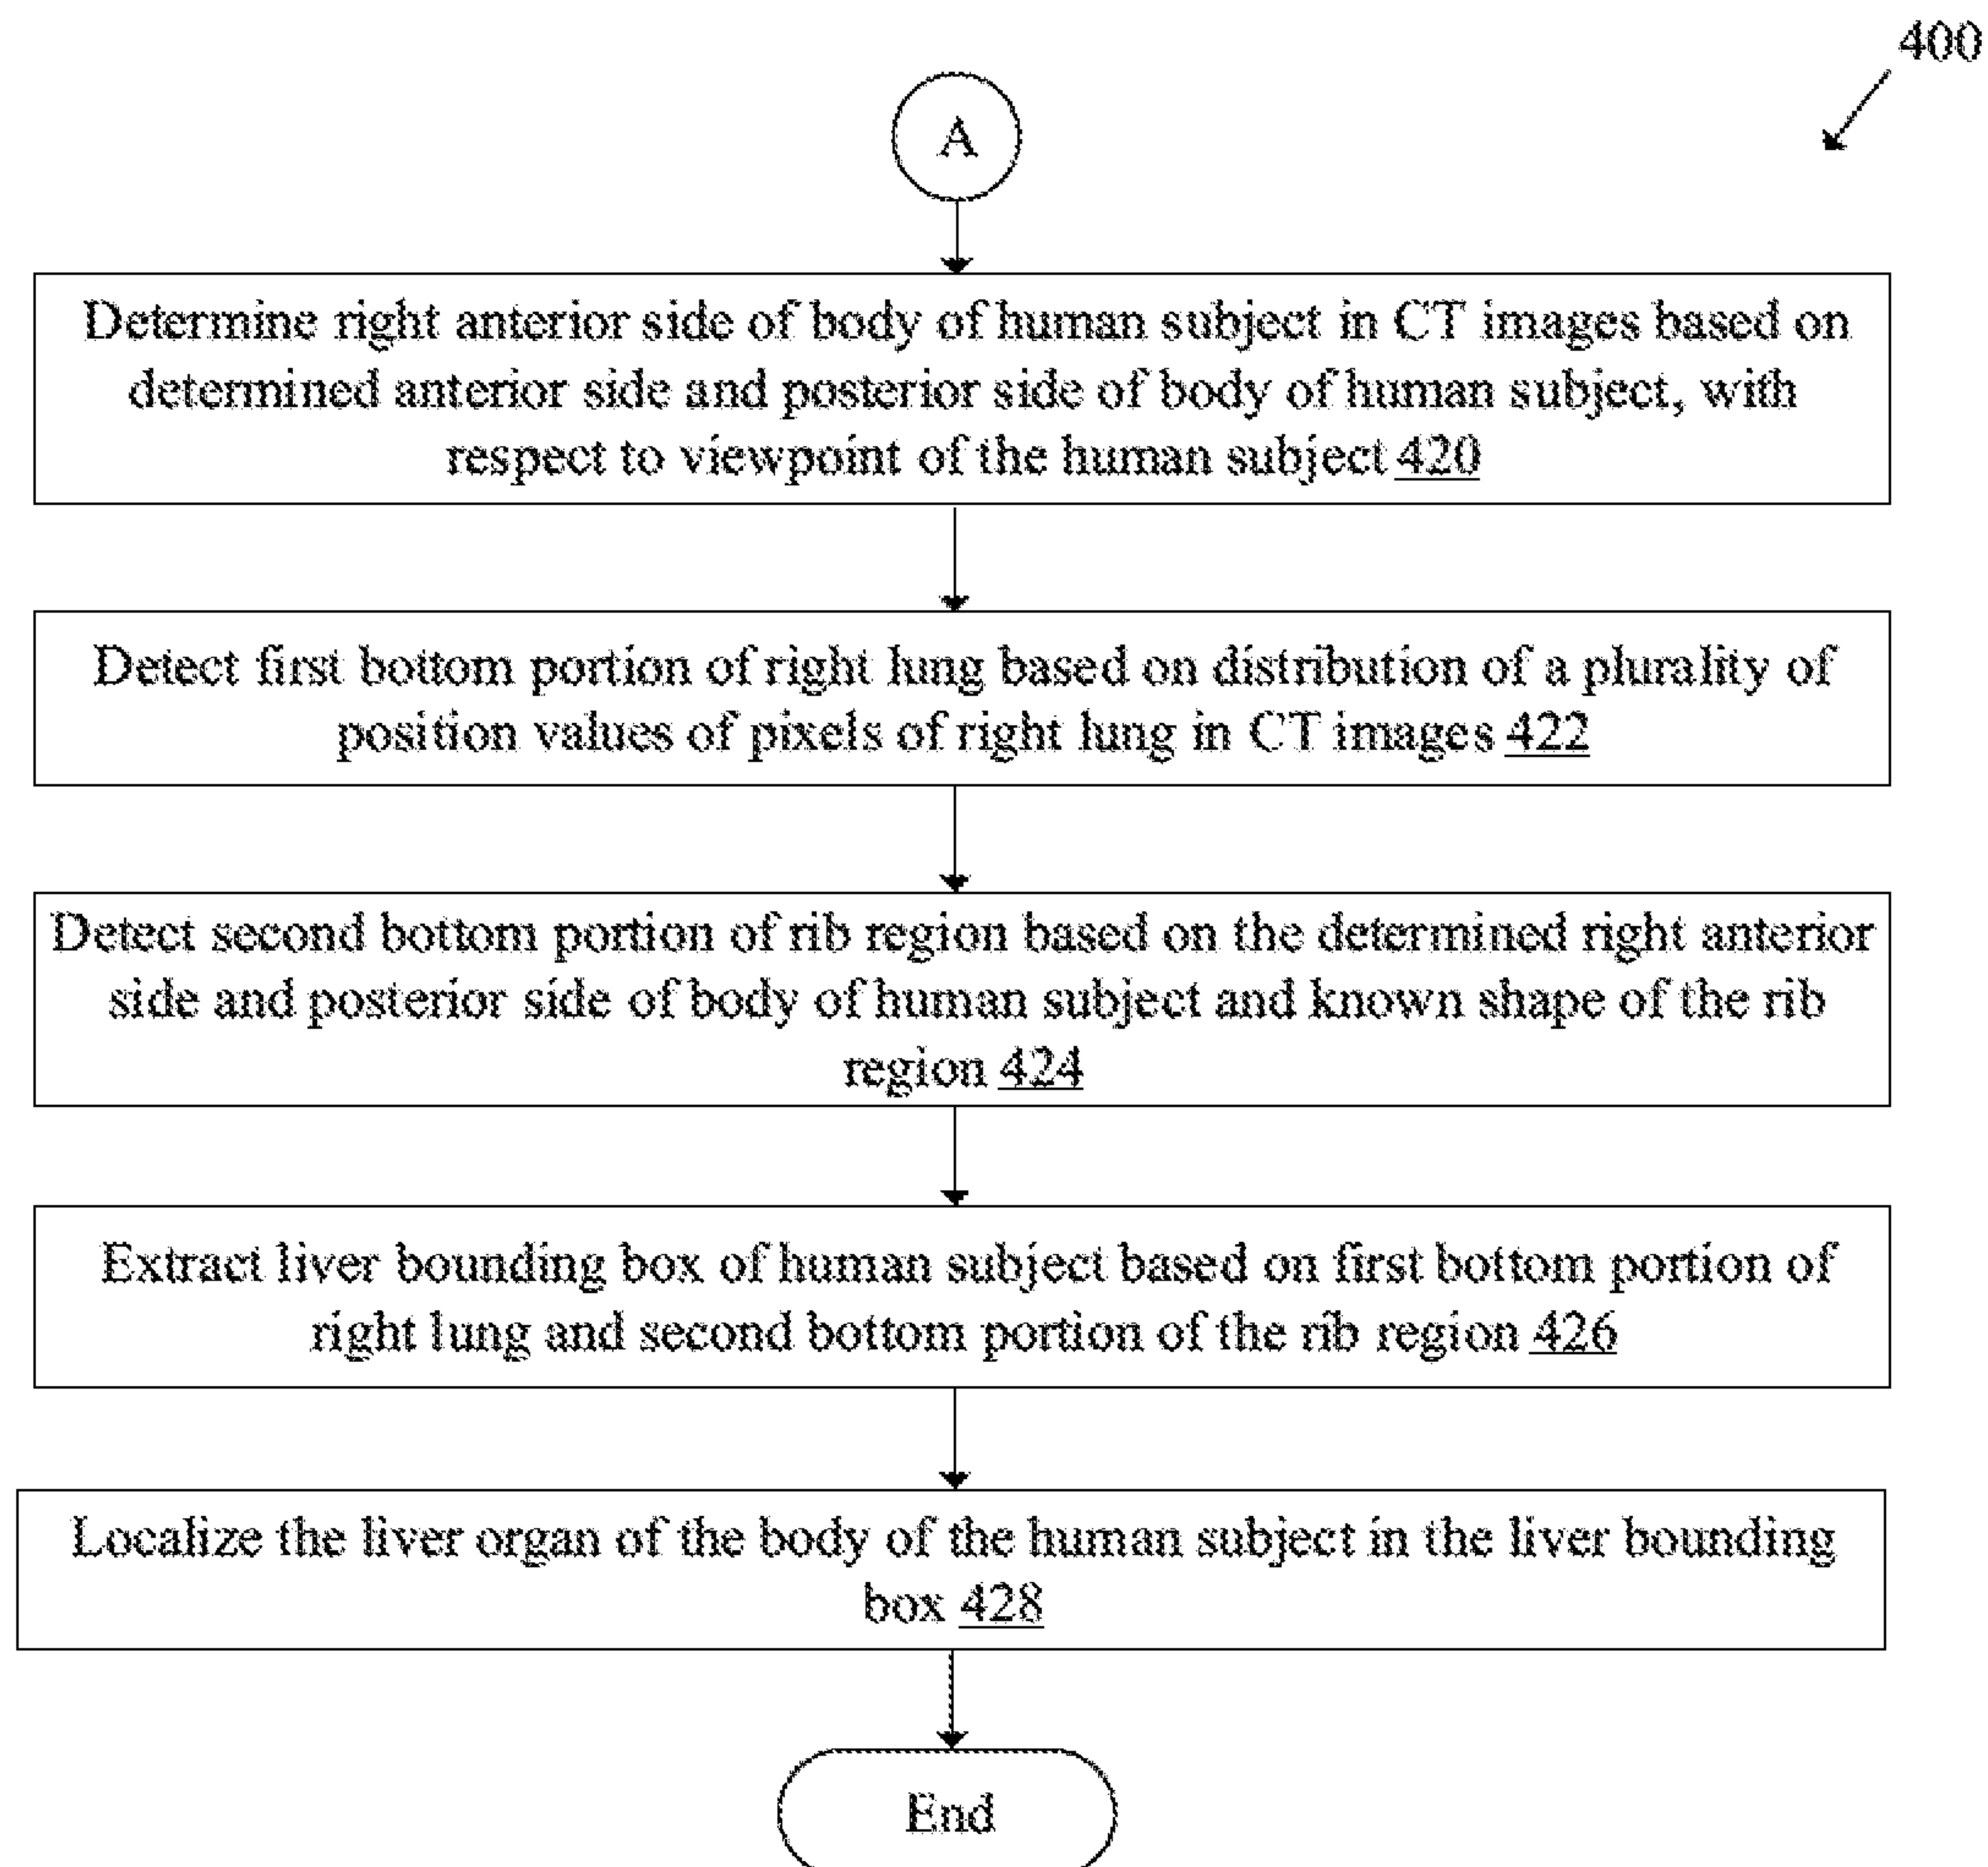 400
A
Determine right anterior side of body of human subject in CT images based on
determined anterior side and posterior side of body of human subject, with
respect to viewpoint of the human subject 420
Detect first bottom portion of right lung based on distribution of a plurality of
position values of pixels of right lung in CT images 422
Detect second bottom portion of rib region based on the determined right anterior
side and posterior side of body of human subject and known shape of the rib
region 424
Extract liver bounding box of human subject based on first bottom portion of
right lung and second bottom portion of the rib region 426
Localize the liver organ of the body of the human subject in the liver bounding
box 428
End